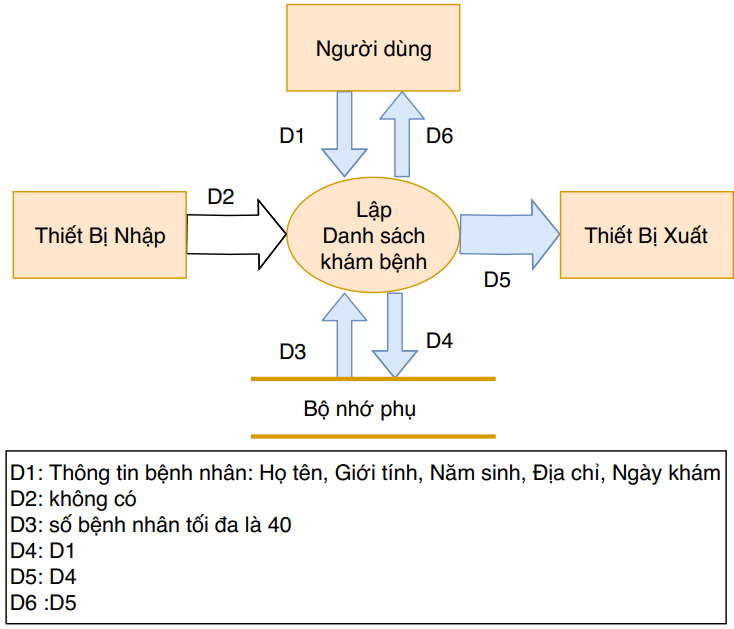 Người dùng
D1
D6
D2
Thiết Bị Nhập
Lập
Danh sách
khám bệnh
Thiết Bị Xuất
D5
D3
D4
Bộ nhớ phụ
D1: Thông tin bệnh nhân: Họ tên, Giới tính, Năm sinh, Địa chỉ, Ngày khám
D2: không có
D3: số bệnh nhân tối đa là 40
D4: D1
D5: D4
D6 :D5